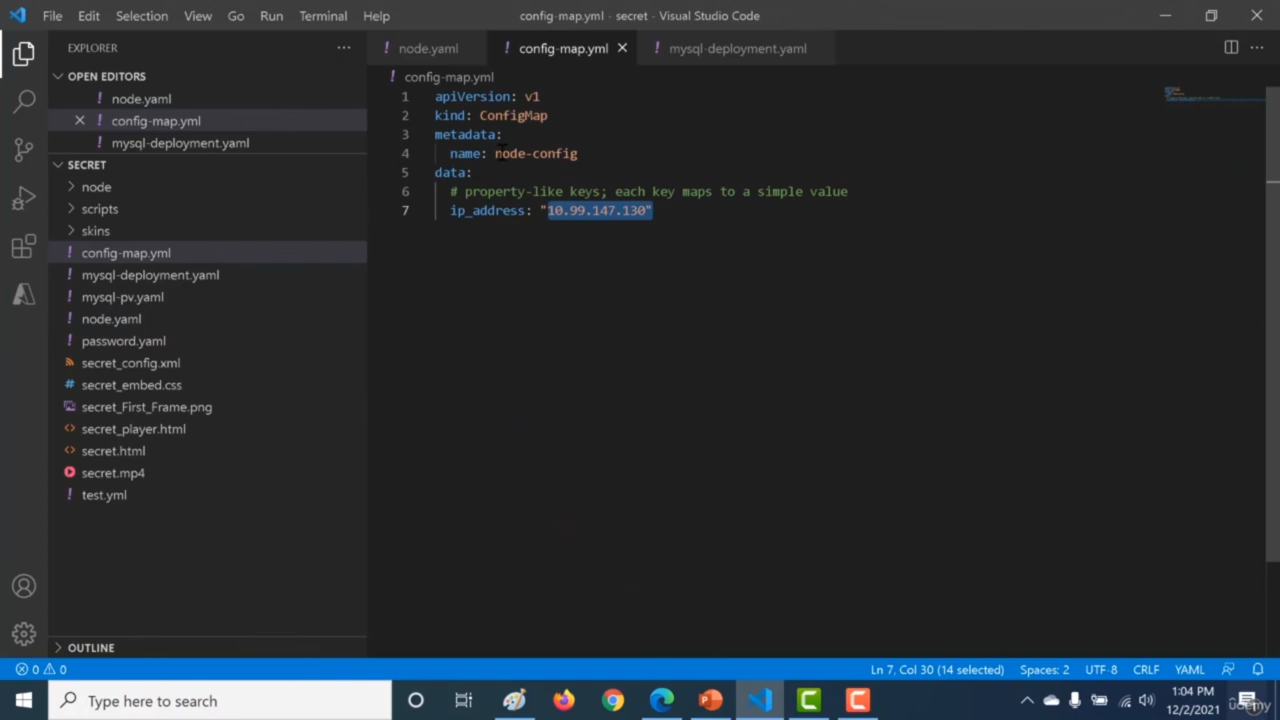 File Edit Selection View Go Run Terminal Help config-map.yml • secret • Visual Studio Code
EXPLORER
OPEN EDITORS
node.yaml
config-map.yml
mysql-deployment.yaml
SECRET
node
scripts
skins
config-map.yml
mysql-deployment.yaml
mysql-pv.yaml
node.yaml
password.yaml
secret_config.xml
secret_embed.css
secret_First_Frame.png
secret_player.html
secret.html
secret.mp4
test.yml
OUTLINE
node.yaml config-map.yml mysql-deployment.yaml
config-map.yml
1 apiVersion: v1
2 kind: ConfigMap
3 metadata:
4 name: node-config
5 data:
6 # property-like keys; each key maps to a simple value
7 ip_address: "10.99.147.130"
0 0 Ln 7, Col 30 (14 selected) Spaces: 2 UTF-8 CRLF YAML
Type here to search
1:04 PM
12/2/2021
udemy